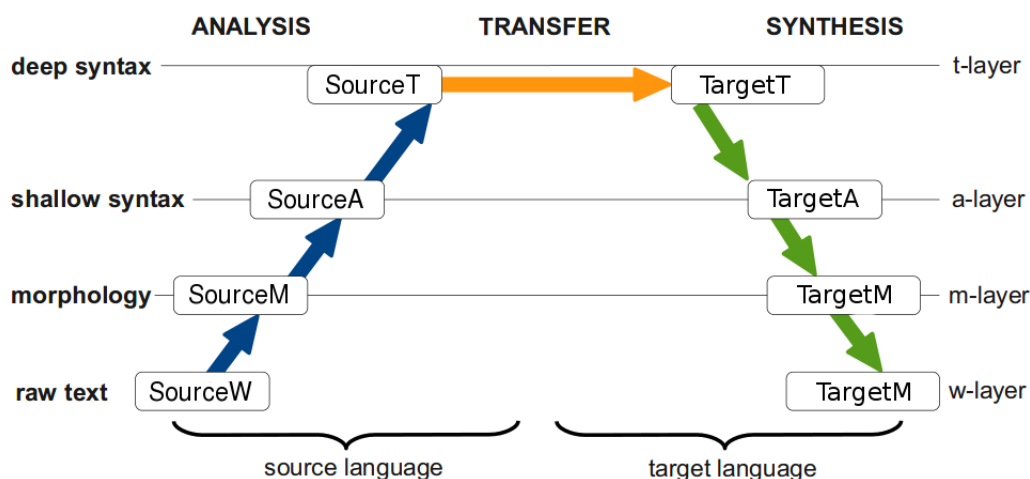 ANALYSIS TRANSFER SYNTHESIS
deep syntax SourceT TargetT t-layer
shallow syntax SourceA TargetA a-layer
morphology SourceM TargetM m-layer
raw text SourceW TargetM w-layer
source language target language